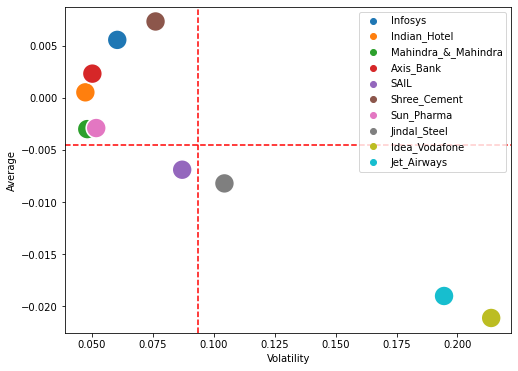 Infosys
Indian_Hotel
Mahindra_&_Mahindra
Axis_Bank
SAIL
Shree_Cement
Sun_Pharma
Jindal_Steel
Idea_Vodafone
Jet_Airways
0.005
0.000
−0.005
−0.010
−0.015
−0.020
Average
0.050 0.075 0.100 0.125 0.150 0.175 0.200
Volatility